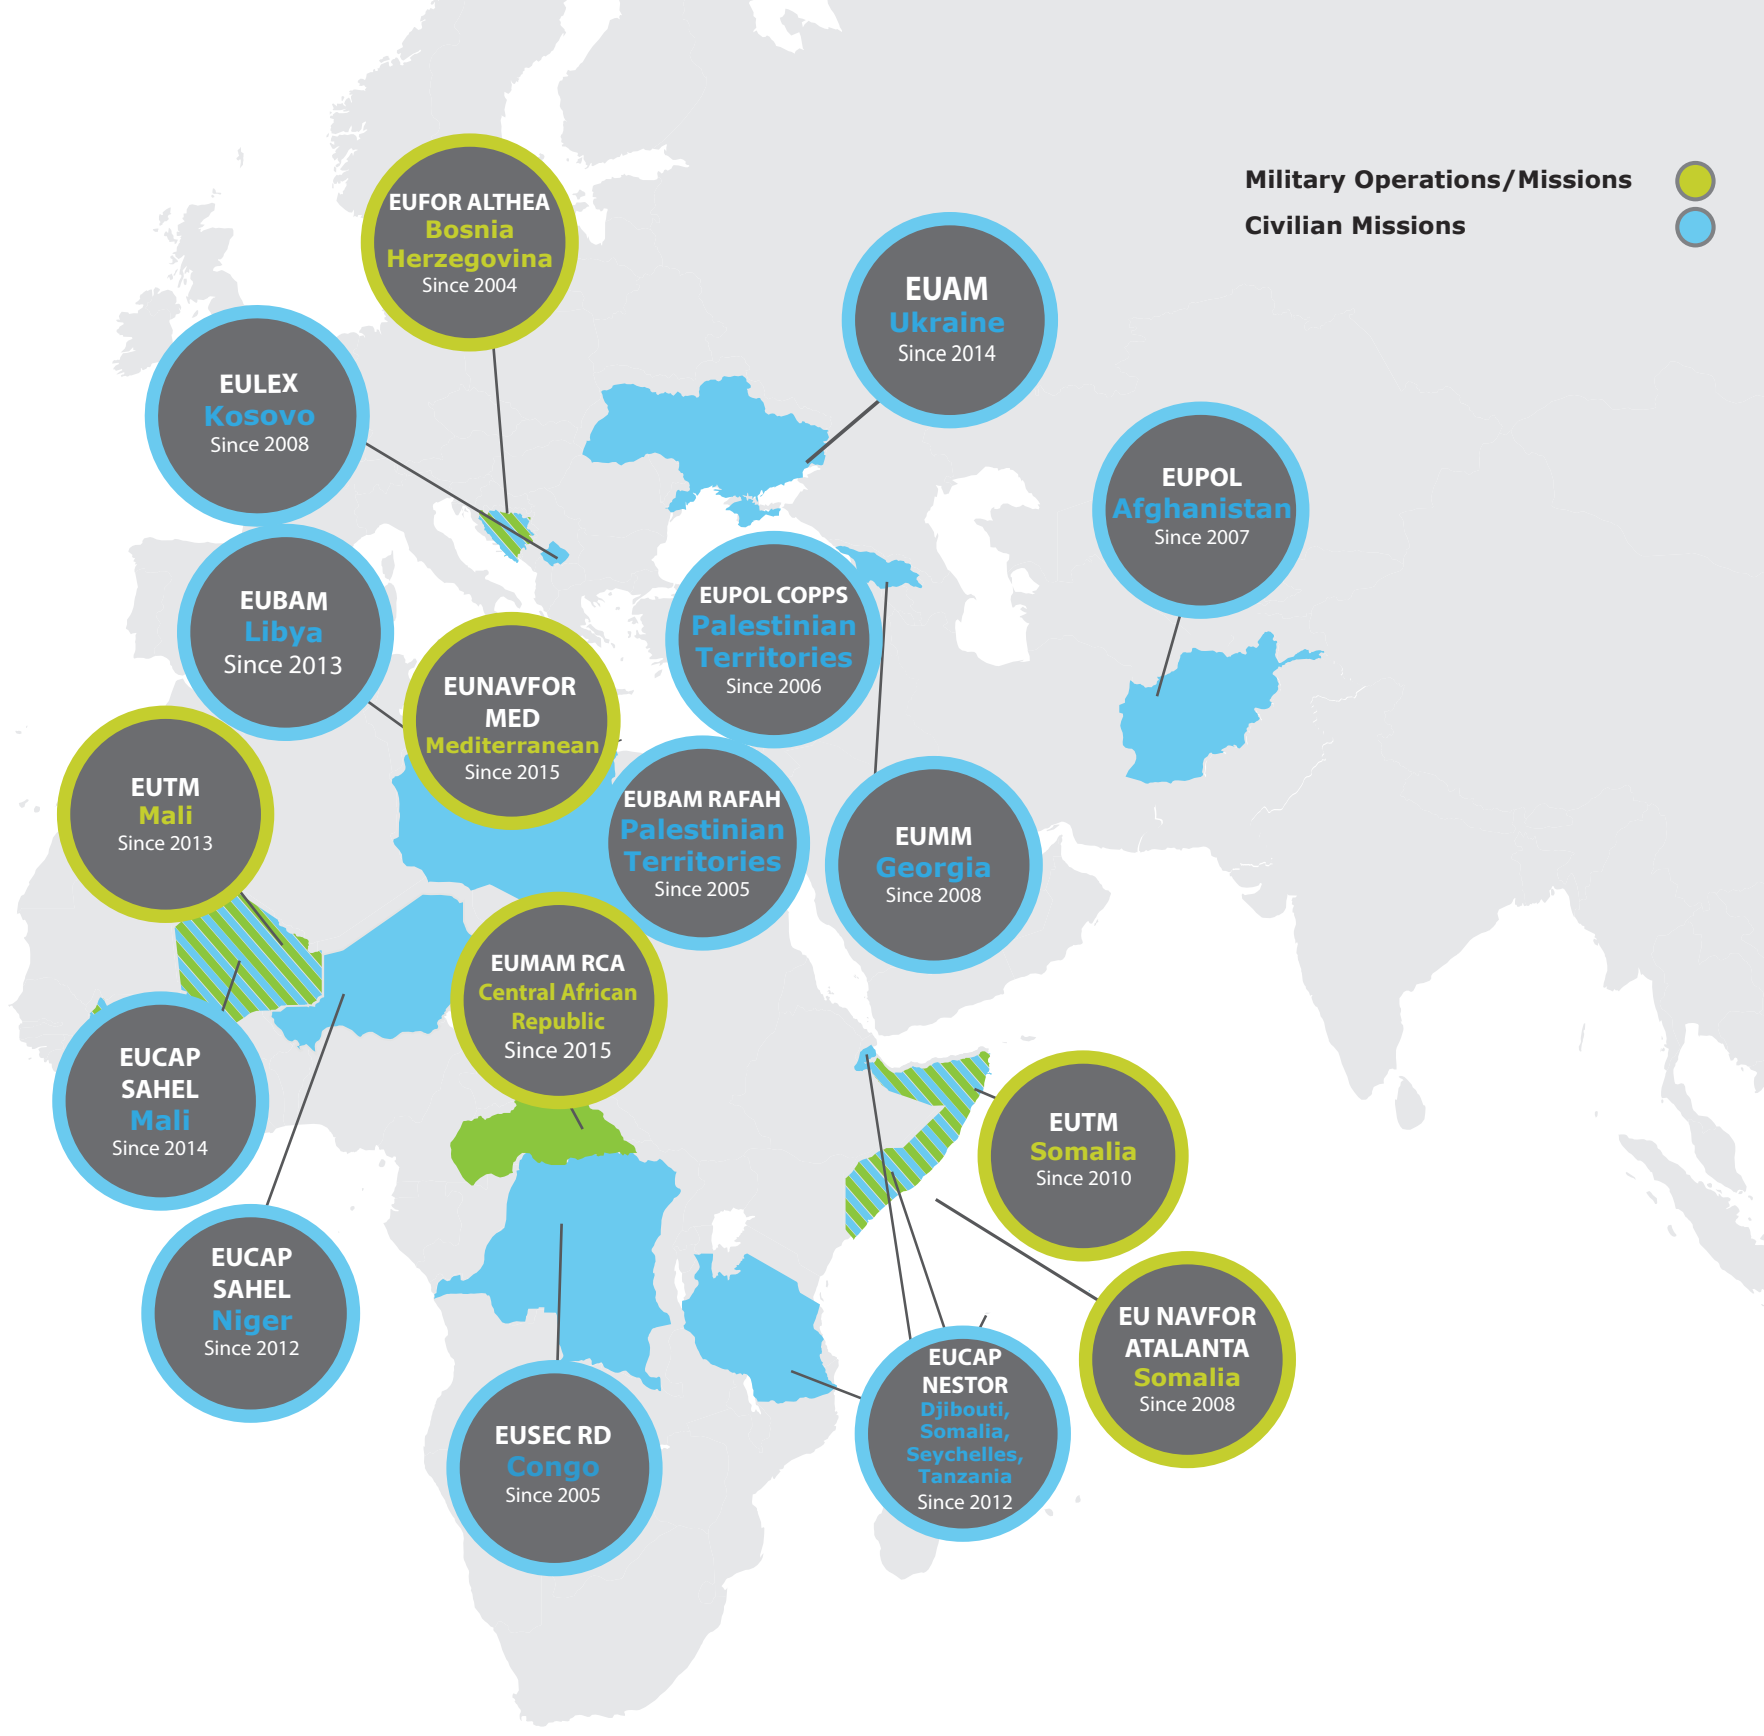 Military Operations/Missions
Civilian Missions
EUFOR ALTHEA
Bosnia
Herzegovina
Since 2004
EUAM
Ukraine
Since 2014
EULEX
Kosovo
Since 2008
EUPOL
Afghanistan
Since 2007
EUBAM
Libya
Since 2013
EUPOL COPPS
Palestinian
Territories
Since 2006
EUNAVFOR
MED
Mediterranean
Since 2015
EUTM
Mali
Since 2013
EUBAM RAFAH
Palestinian
Territories
Since 2005
EUMM
Georgia
Since 2008
EUMAM RCA
Central African
Republic
Since 2015
EUCAP
SAHEL
Mali
Since 2014
EUTM
Somalia
Since 2010
EUCAP
SAHEL
Niger
Since 2012
EU NAVFOR
ATALANTA
Somalia
Since 2008
EUCAP
NESTOR
Djibouti,
Somalia,
Seychelles,
Tanzania
Since 2012
EUSEC RD
Congo
Since 2005